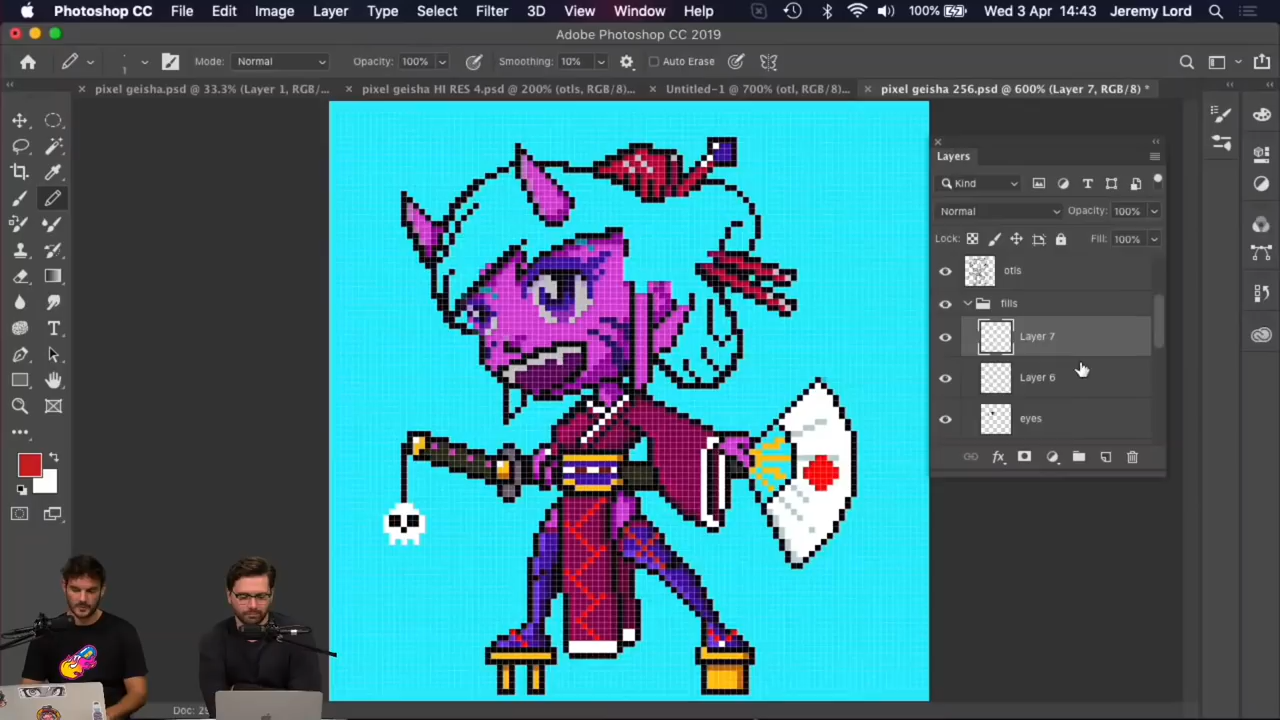 Photoshop CC File Edit Image Layer Type Select Filter 3D View Window Help 100% Wed 3 Apr 14:43 Jeremy Lord
Adobe Photoshop CC 2019
1 Mode: Normal Opacity: 100% Smoothing: 10% Auto Erase
pixel geisha.psd @ 33.3% (Layer 1, RGB/... pixel geisha HI RES 4.psd @ 200% (otls, RGB/8)... Untitled-1 @ 700% (otl, RGB/8)... pixel geisha 256.psd @ 600% (Layer 7, RGB/8) *
Layers
Kind
Normal Opacity: 100%
Lock: Fill: 100%
otls
fills
Layer 7
Layer 6
eyes
fx
Doc: